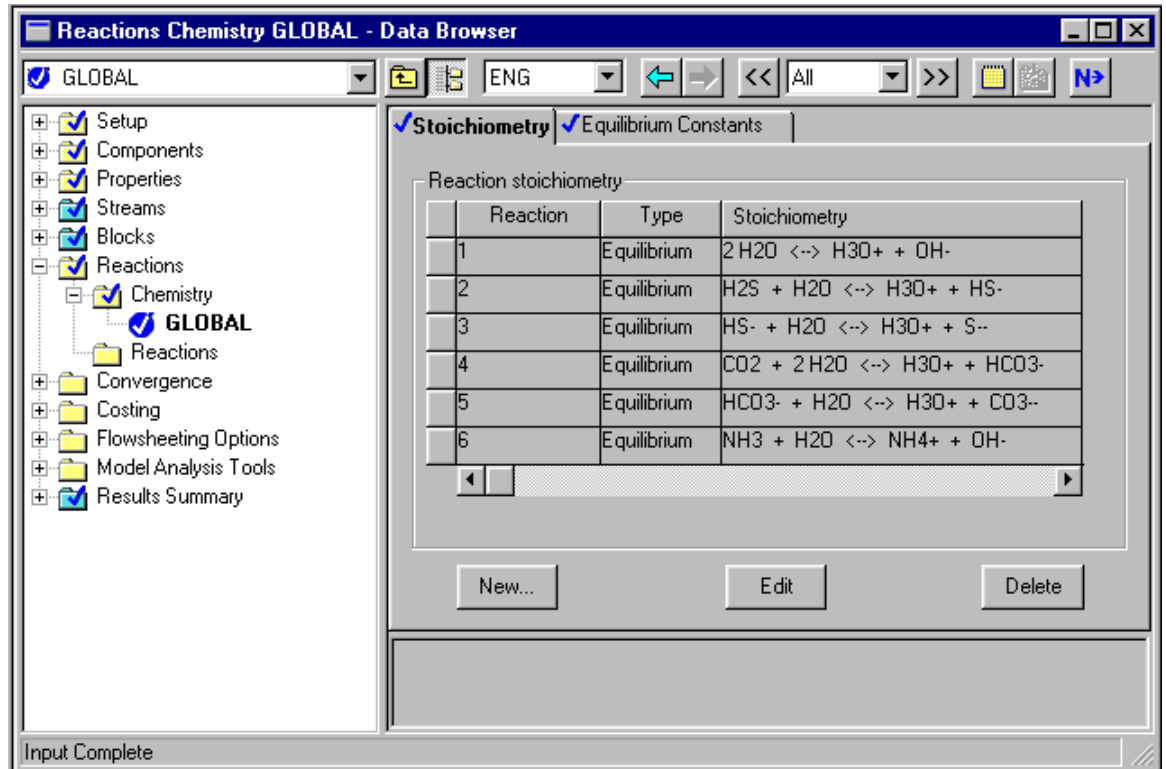 Reactions Chemistry GLOBAL - Data Browser
GLOBAL ENG << All >> N
Setup
Components
Properties
Streams
Blocks
Reactions
Chemistry
GLOBAL
Reactions
Convergence
Costing
Flowsheeting Options
Model Analysis Tools
Results Summary
Stoichiometry Equilibrium Constants
Reaction stoichiometry
Reaction Type Stoichiometry
1 Equilibrium 2 H2O <--> H3O+ + OH-
2 Equilibrium H2S + H2O <--> H3O+ + HS-
3 Equilibrium HS- + H2O <--> H3O+ + S--
4 Equilibrium CO2 + 2 H2O <--> H3O+ + HCO3-
5 Equilibrium HCO3- + H2O <--> H3O+ + CO3--
6 Equilibrium NH3 + H2O <--> NH4+ + OH-
New... Edit Delete
Input Complete